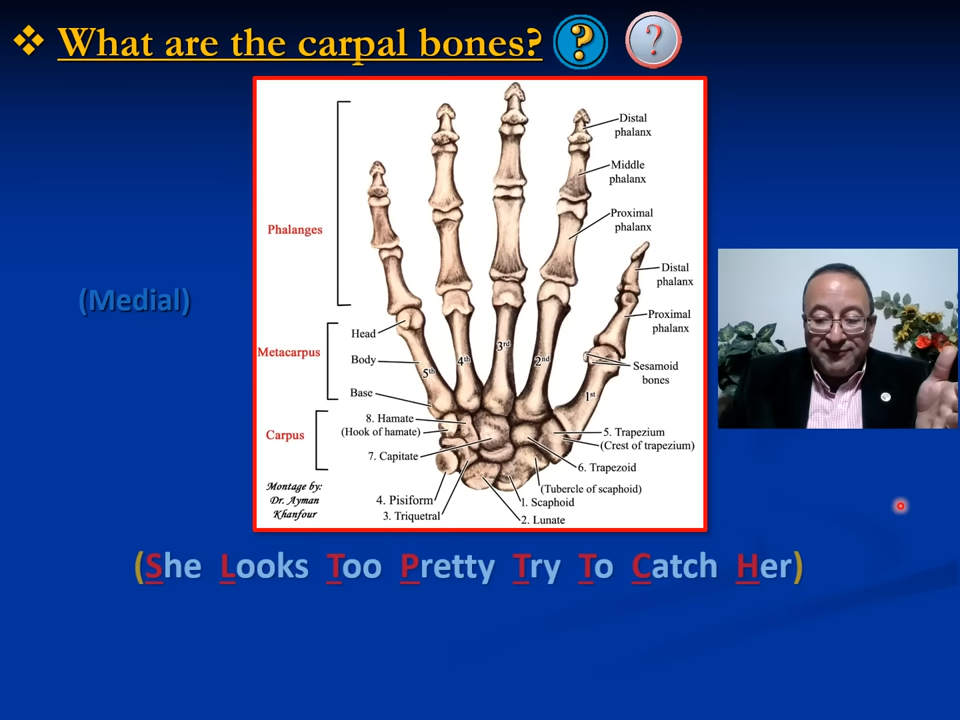 ❖ What are the carpal bones? ? ?
Distal
phalanx
Middle
phalanx
Proximal
phalanx
Phalanges
Distal
phalanx
(Medial)
Proximal
phalanx
Head
Metacarpus
Body
Sesamoid
bones
Base
5th
4th
3rd
2nd
1st
Carpus
8. Hamate
(Hook of hamate)
7. Capitate
5. Trapezium
(Crest of trapezium)
6. Trapezoid
(Tubercle of scaphoid)
4. Pisiform
3. Triquetral
1. Scaphoid
2. Lunate
Montage by:
Dr. Ayman
Khanfour
(She Looks Too Pretty Try To Catch Her)